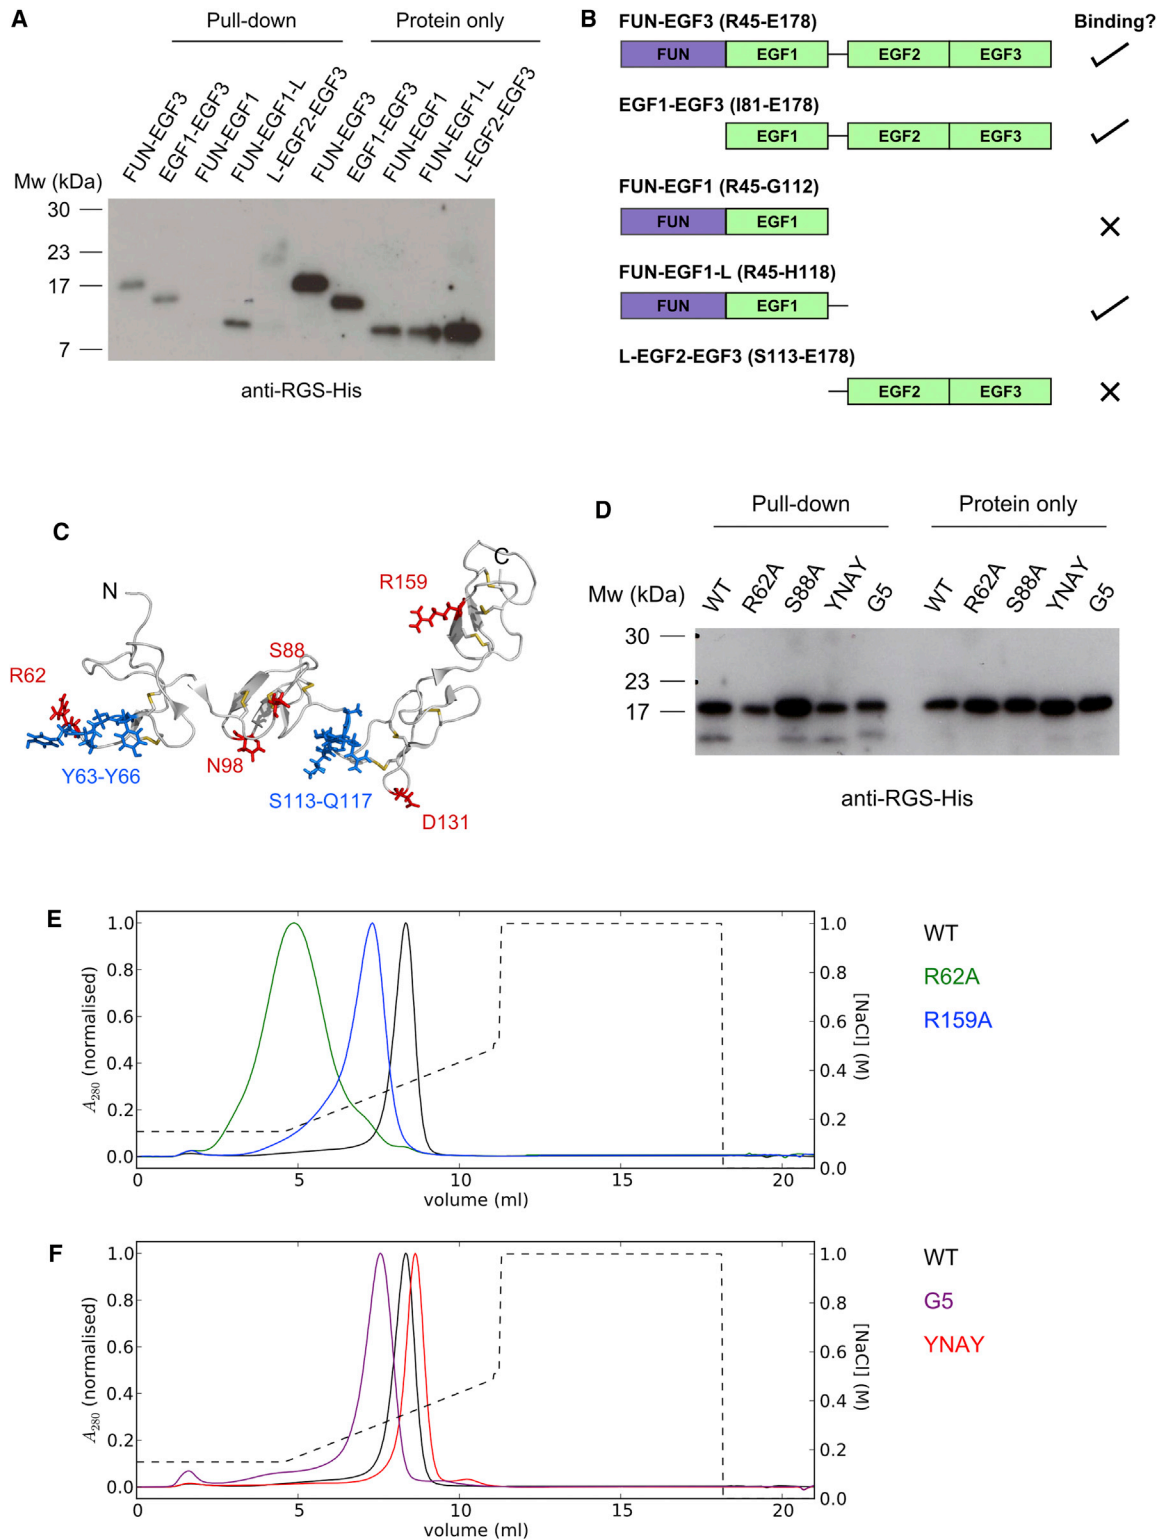 A
Pull-down
Protein only
FUN-EGF3
EGF1-EGF3
FUN-EGF1
FUN-EGF1-L
L-EGF2-EGF3
FUN-EGF3
EGF1-EGF3
FUN-EGF1
FUN-EGF1-L
L-EGF2-EGF3
Mw (kDa)
30
23
17
7
anti-RGS-His
B
FUN-EGF3 (R45-E178)
Binding?
FUN
EGF1
EGF2
EGF3
EGF1-EGF3 (I81-E178)
EGF1
EGF2
EGF3
FUN-EGF1 (R45-G112)
FUN
EGF1
FUN-EGF1-L (R45-H118)
FUN
EGF1
L-EGF2-EGF3 (S113-E178)
EGF2
EGF3
C
N
C
R159
S88
R62
N98
Y63-Y66
S113-Q117
D131
D
Pull-down
Protein only
WT
R62A
S88A
YNAY
G5
WT
R62A
S88A
YNAY
G5
Mw (kDa)
30
23
17
anti-RGS-His
E
1.0
0.8
0.6
0.4
0.2
0.0
A280 (normalised)
1.0
0.8
0.6
0.4
0.2
0.0
[NaCl] (M)
0
5
10
15
20
volume (ml)
WT
R62A
R159A
F
1.0
0.8
0.6
0.4
0.2
0.0
A280 (normalised)
1.0
0.8
0.6
0.4
0.2
0.0
[NaCl] (M)
0
5
10
15
20
volume (ml)
WT
G5
YNAY